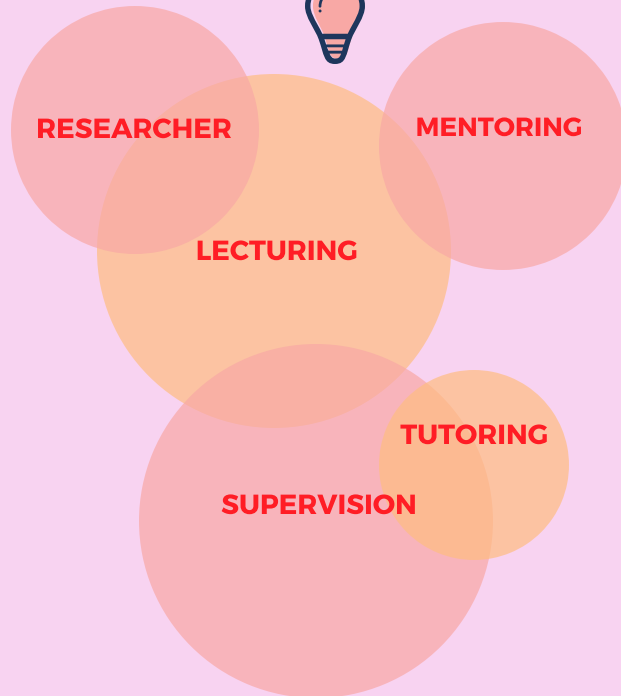 RESEARCHER
MENTORING
LECTURING
TUTORING
SUPERVISION